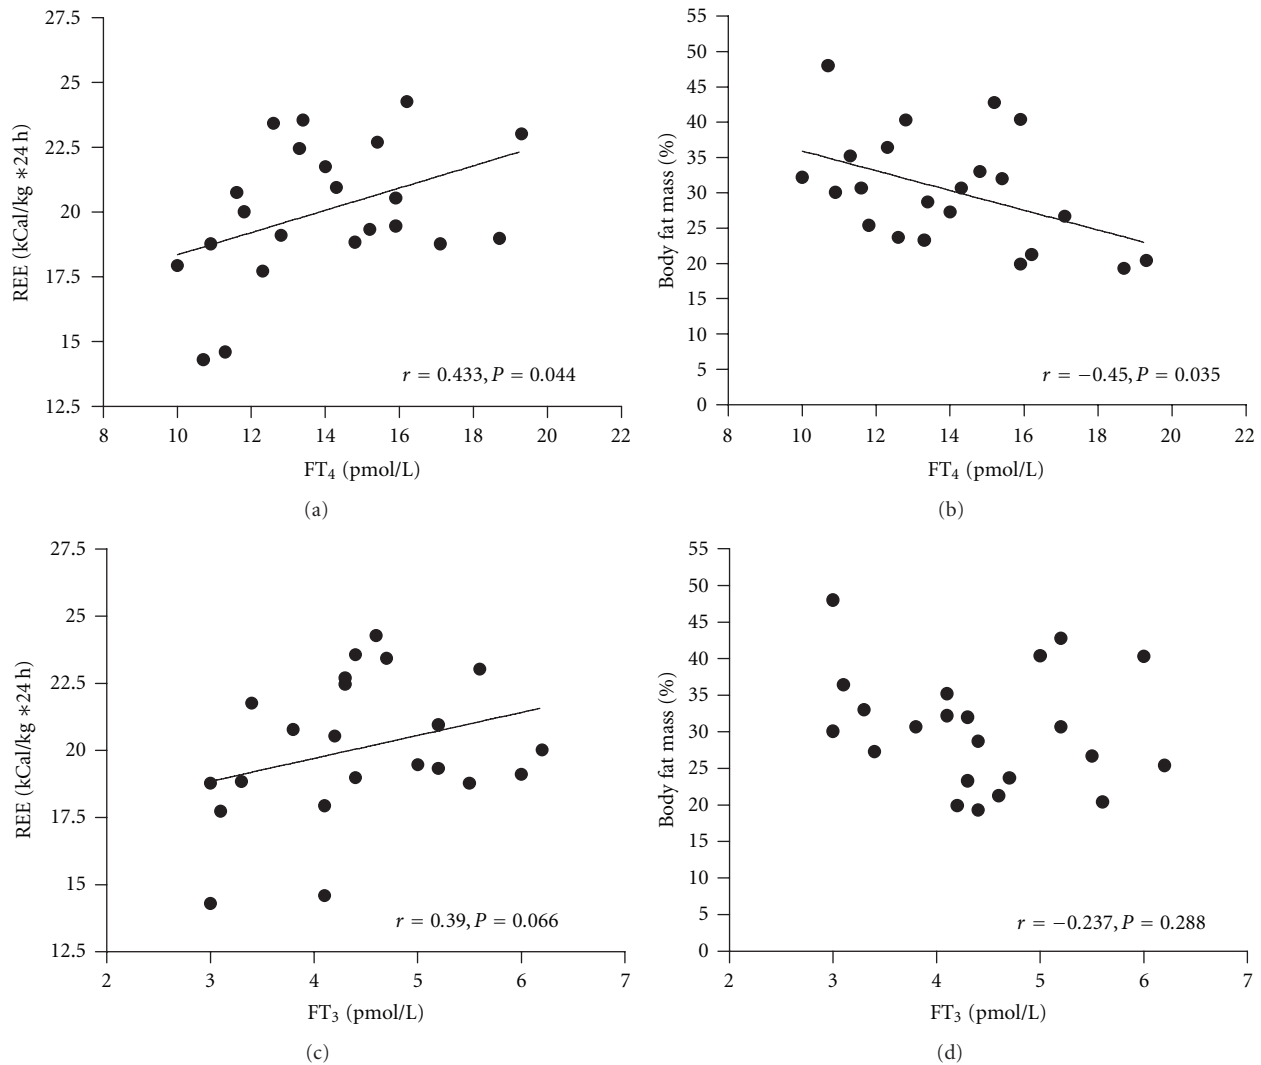 27.5
25
22.5
20
17.5
15
12.5
REE (kCal/kg ∗24 h)
r = 0.433, P = 0.044
8 10 12 14 16 18 20 22
FT₄ (pmol/L)
(a)
55
50
45
40
35
30
25
20
15
10
5
0
Body fat mass (%)
r = −0.45, P = 0.035
8 10 12 14 16 18 20 22
FT₄ (pmol/L)
(b)
27.5
25
22.5
20
17.5
15
12.5
REE (kCal/kg ∗24 h)
r = 0.39, P = 0.066
2 3 4 5 6 7
FT₃ (pmol/L)
(c)
55
50
45
40
35
30
25
20
15
10
5
0
Body fat mass (%)
r = −0.237, P = 0.288
2 3 4 5 6 7
FT₃ (pmol/L)
(d)